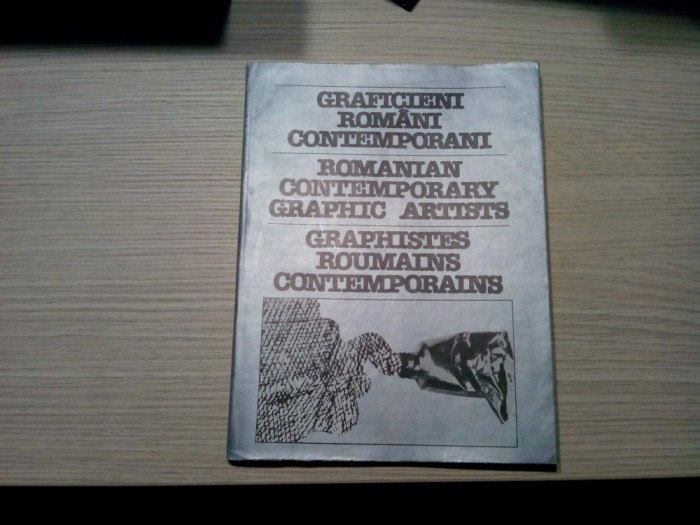 GRAFICIENI
ROMÂNI
CONTEMPORANI
ROMANIAN
CONTEMPORARY
GRAPHIC ARTISTS
GRAPHISTES
ROUMAINS
CONTEMPORAINS